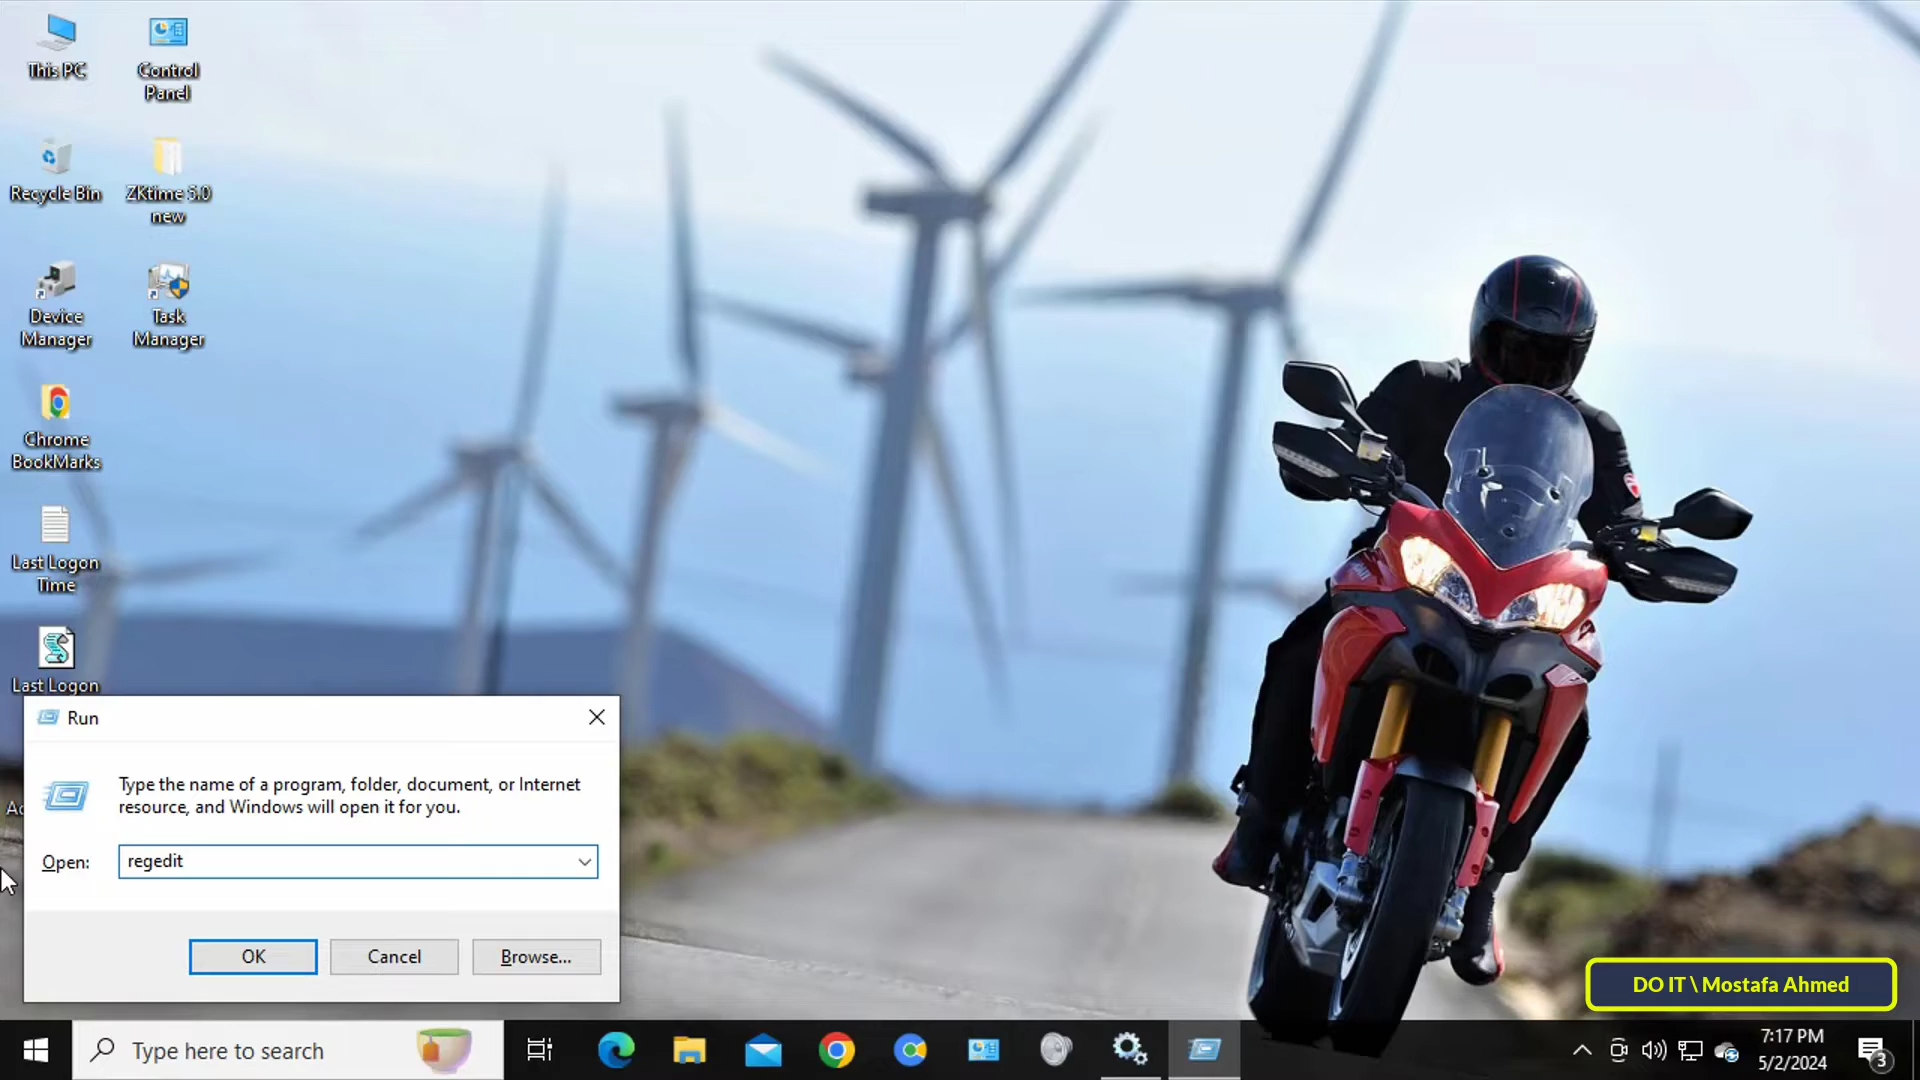 This PC
Control
Panel
Recycle Bin
ZKtime 5.0
new
Device
Manager
Task
Manager
Chrome
BookMarks
Last Logon
Time
Last Logon
Run
Type the name of a program, folder, document, or Internet
resource, and Windows will open it for you.
Open:
regedit
OK
Cancel
Browse...
DO IT \ Mostafa Ahmed
Type here to search
7:17 PM
5/2/2024
3